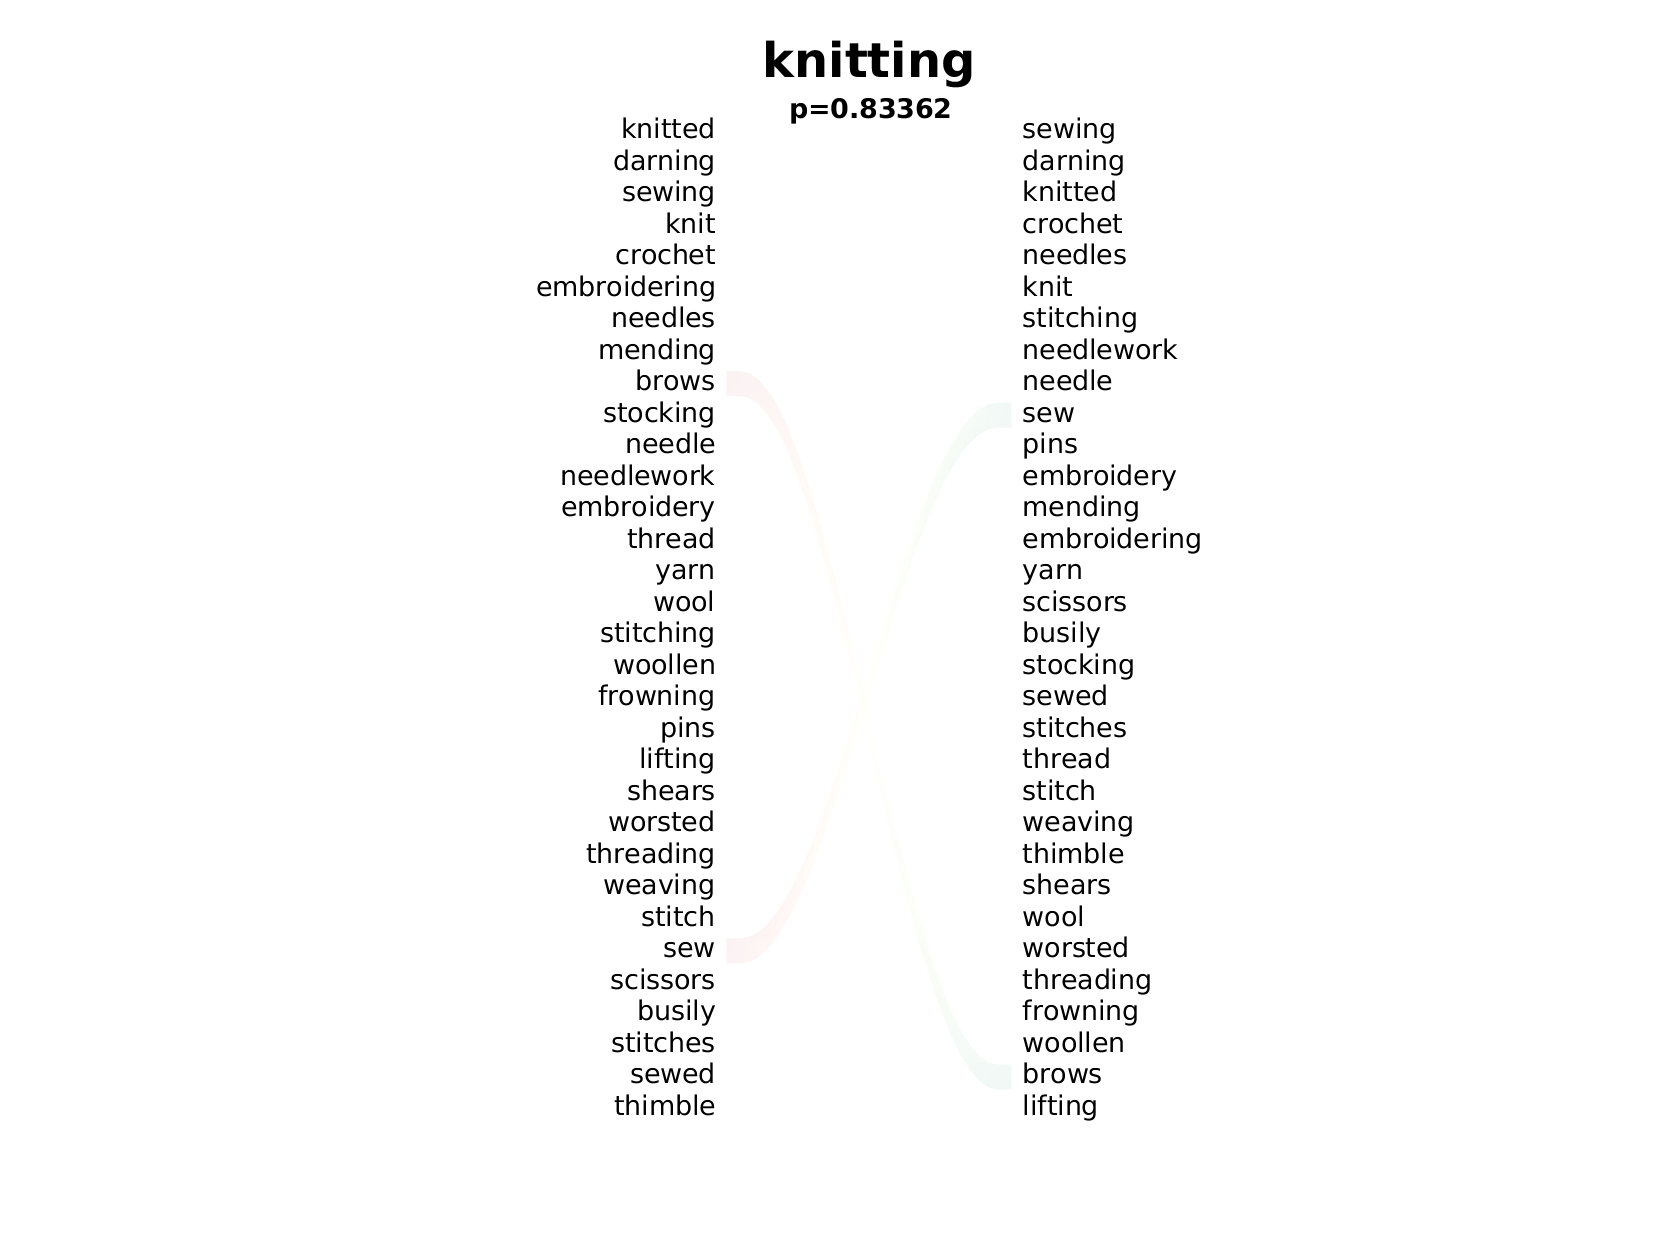 knitting
p=0.83362
knitted
darning
sewing
knit
crochet
embroidering
needles
mending
brows
stocking
needle
needlework
embroidery
thread
yarn
wool
stitching
woollen
frowning
pins
lifting
shears
worsted
threading
weaving
stitch
sew
scissors
busily
stitches
sewed
thimble
sewing
darning
knitted
crochet
needles
knit
stitching
needlework
needle
sew
pins
embroidery
mending
embroidering
yarn
scissors
busily
stocking
sewed
stitches
thread
stitch
weaving
thimble
shears
wool
worsted
threading
frowning
woollen
brows
lifting